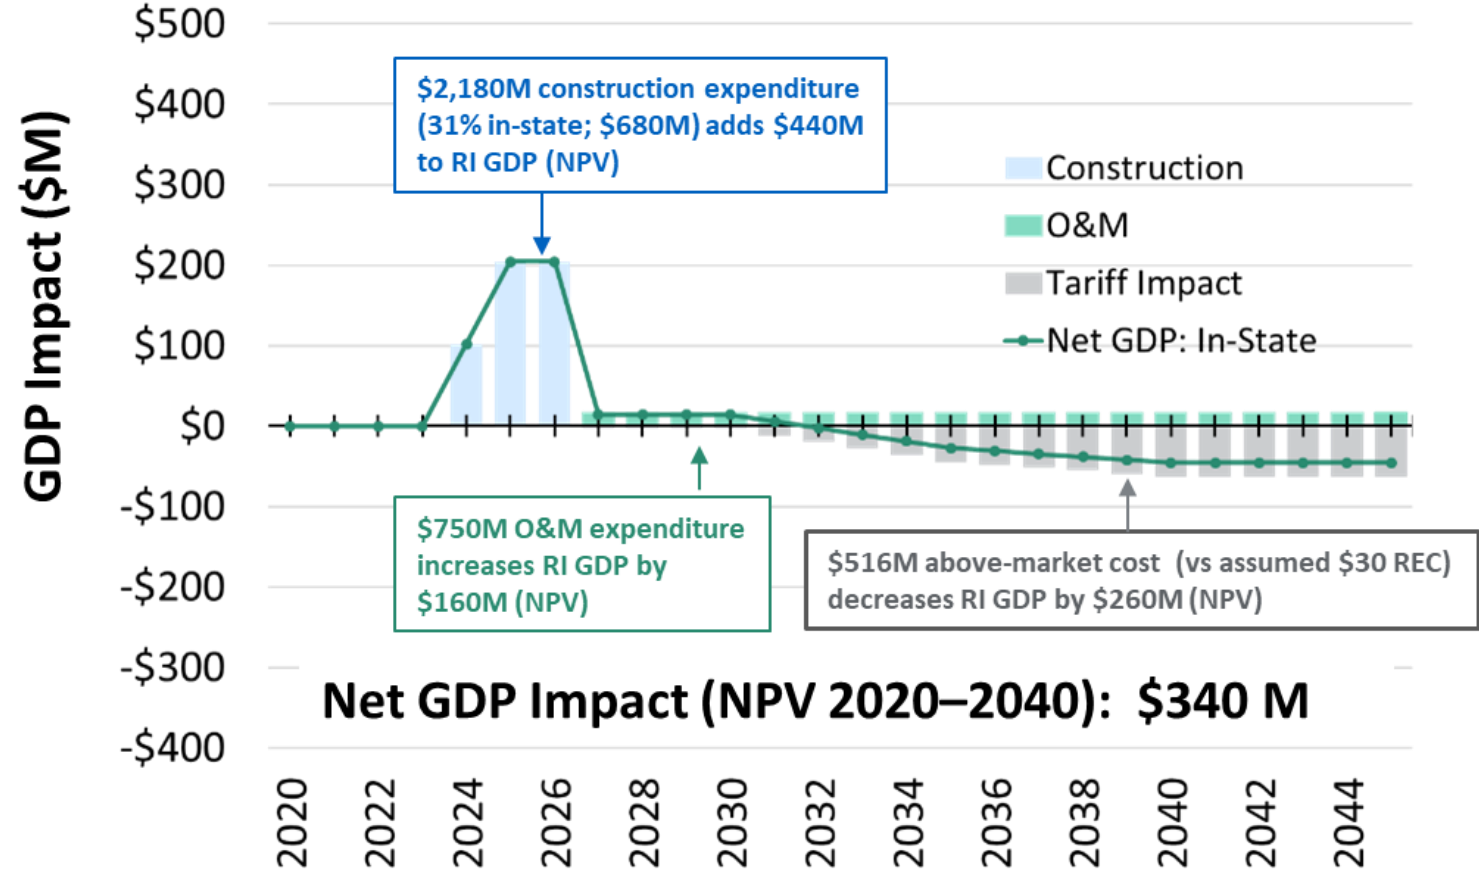 GDP Impact ($M)
$500
$400
$300
$200
$100
$0
-$100
-$200
-$300
-$400
$2,180M construction expenditure
(31% in-state; $680M) adds $440M
to RI GDP (NPV)
Construction
O&M
Tariff Impact
Net GDP: In-State
$750M O&M expenditure
increases RI GDP by
$160M (NPV)
$516M above-market cost (vs assumed $30 REC)
decreases RI GDP by $260M (NPV)
Net GDP Impact (NPV 2020–2040): $340 M
2020
2022
2024
2026
2028
2030
2032
2034
2036
2038
2040
2042
2044